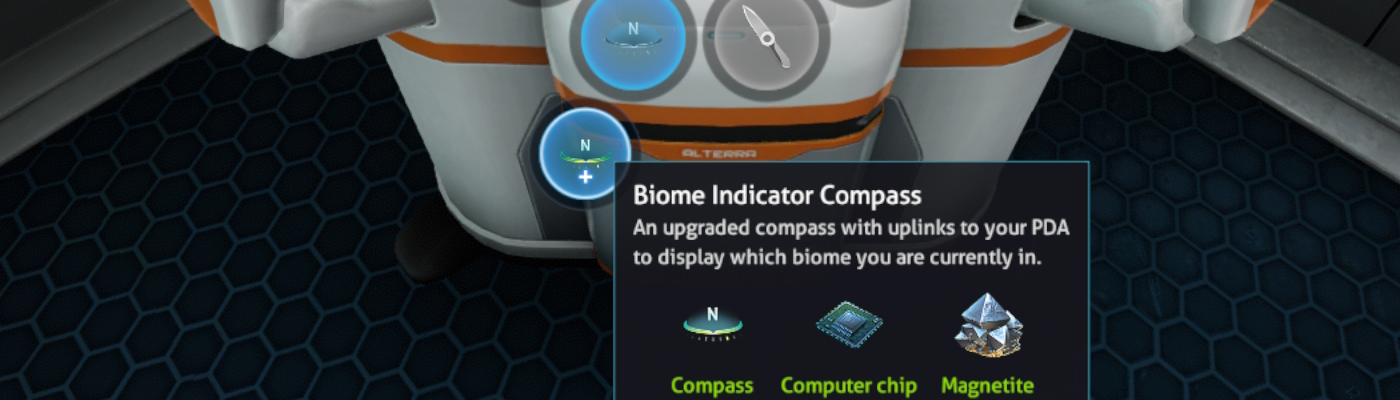 N
N
ALTERRA
Biome Indicator Compass
An upgraded compass with uplinks to your PDA
to display which biome you are currently in.
N
Compass Computer chip Magnetite